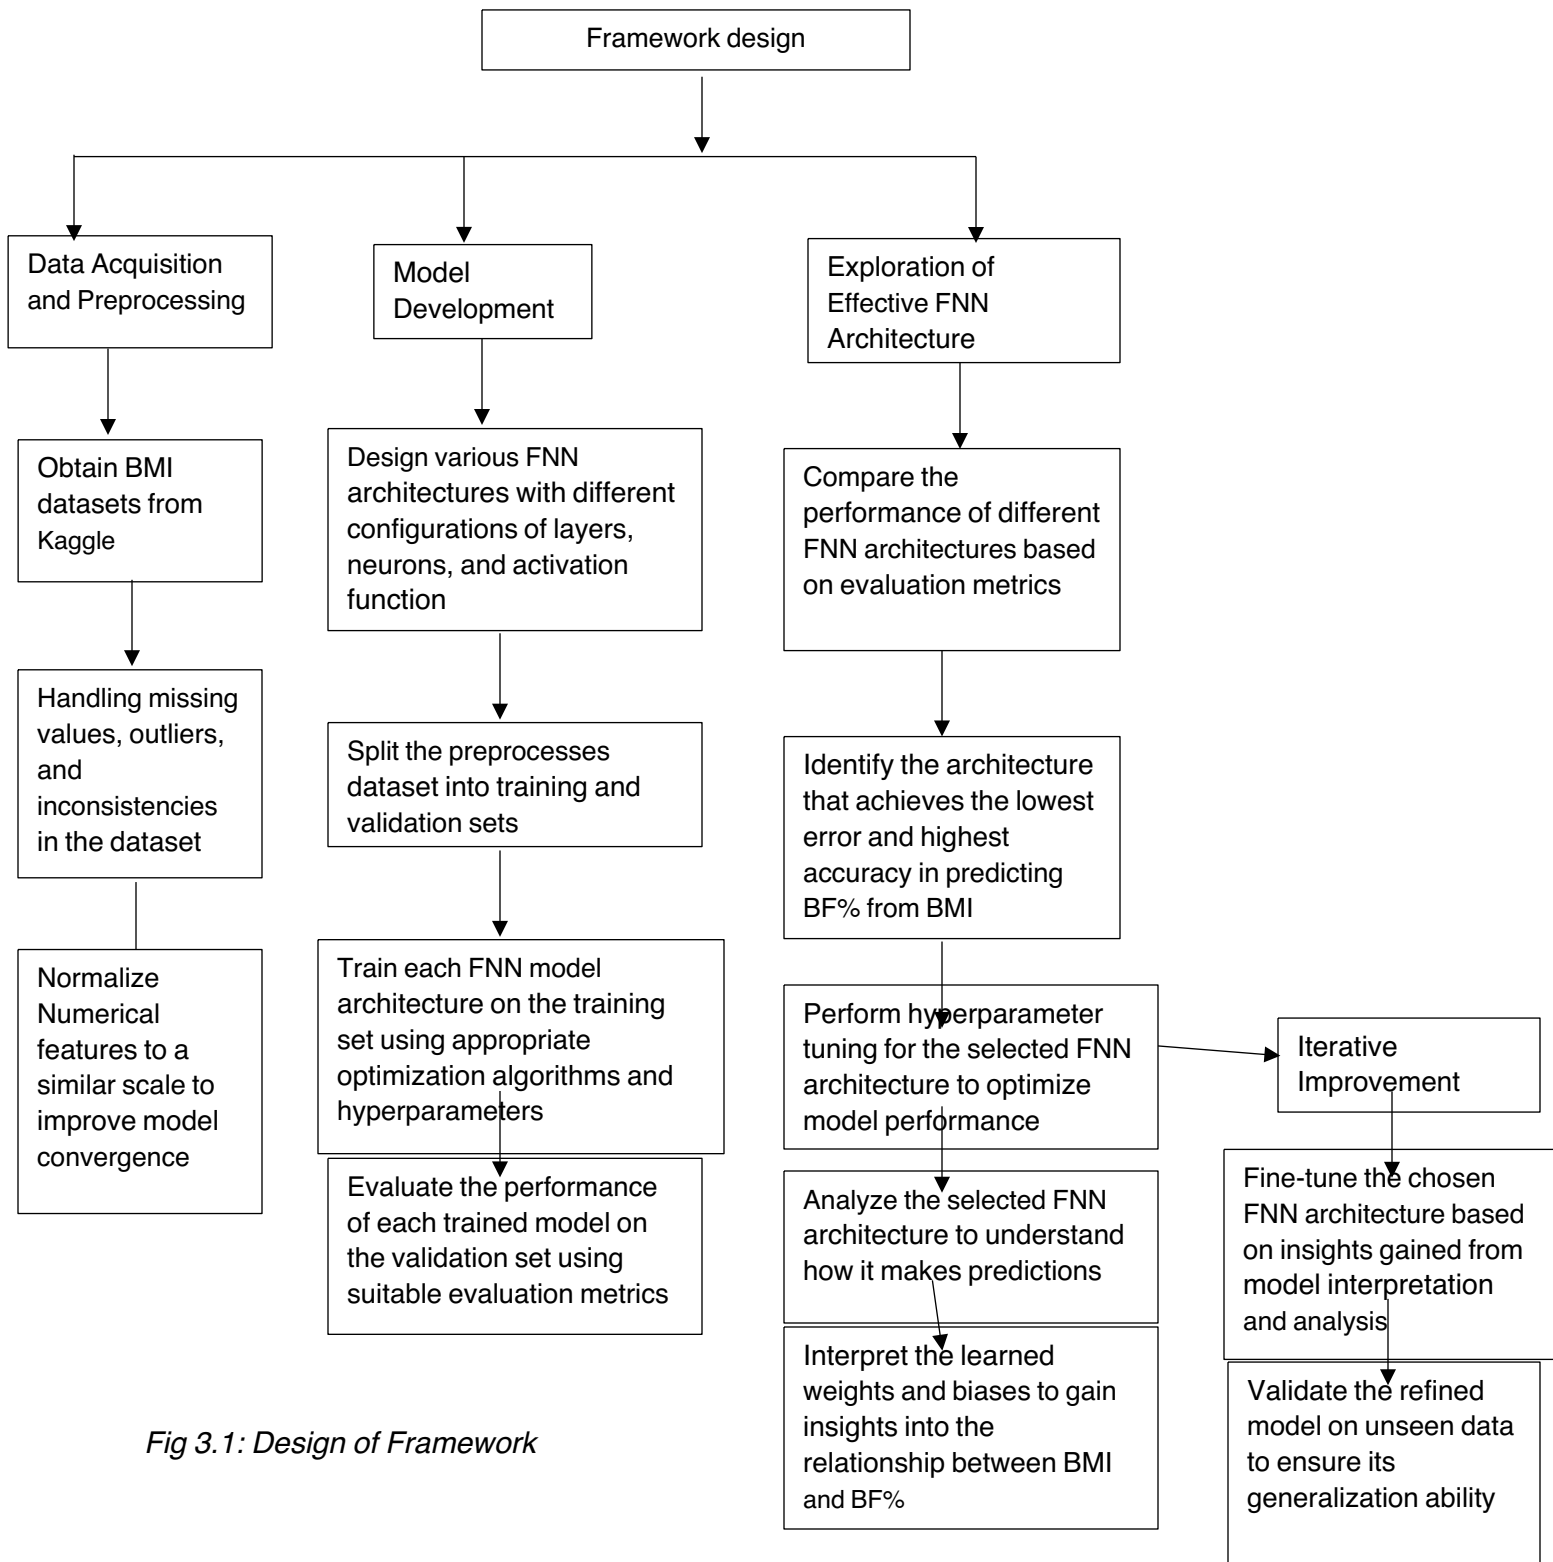 Framework design
Data Acquisition
and Preprocessing
Obtain BMI
datasets from
Kaggle
Handling missing
values, outliers,
and
inconsistencies
in the dataset
Normalize
Numerical
features to a
similar scale to
improve model
convergence
Model
Development
Design various FNN
architectures with different
configurations of layers,
neurons, and activation
function
Split the preprocesses
dataset into training and
validation sets
Train each FNN model
architecture on the training
set using appropriate
optimization algorithms and
hyperparameters
Evaluate the performance
of each trained model on
the validation set using
suitable evaluation metrics
Exploration of
Effective FNN
Architecture
Compare the
performance of different
FNN architectures based
on evaluation metrics
Identify the architecture
that achieves the lowest
error and highest
accuracy in predicting
BF% from BMI
Perform hyperparameter
tuning for the selected FNN
architecture to optimize
model performance
Analyze the selected FNN
architecture to understand
how it makes predictions
Interpret the learned
weights and biases to gain
insights into the
relationship between BMI
and BF%
Iterative
Improvement
Fine-tune the chosen
FNN architecture based
on insights gained from
model interpretation
and analysis
Validate the refined
model on unseen data
to ensure its
generalization ability
Fig 3.1: Design of Framework